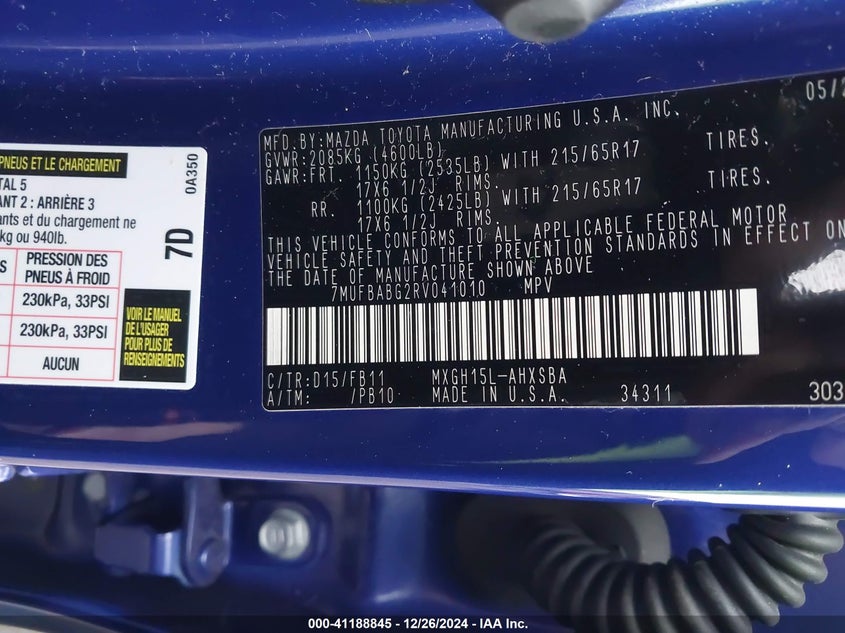 PNEUS ET LE CHARGEMENT
TAL 5
ANT 2 : ARRIÈRE 3
ants et du chargement ne
kg ou 940lb.
PRESSION DES
PNEUS À FROID
230kPa, 33PSI
230kPa, 33PSI
AUCUN
VOIR LE MANUEL
DE L'USAGER
POUR PLUS DE
RENSEIGNEMENTS
7D
0A350
05/2
MFD.BY:MAZDA TOYOTA MANUFACTURING U.S.A. INC.
GVWR:2085KG (4600LB)
GAWR:FRT. 1150KG (2535LB) WITH 215/65R17 TIRES.
17X6 1/2J RIMS.
RR. 1100KG (2425LB) WITH 215/65R17 TIRES.
17X6 1/2J RIMS.
THIS VEHICLE CONFORMS TO ALL APPLICABLE FEDERAL MOTOR
VEHICLE SAFETY AND THEFT PREVENTION STANDARDS IN EFFECT ON
THE DATE OF MANUFACTURE SHOWN ABOVE
7MUFBABG2RV041010 MPV
C/TR:D15/FB11 MXGH15L-AHXSBA
A/TM: /PB10 MADE IN U.S.A. 34311 303
000-41188845 - 12/26/2024 - IAA Inc.